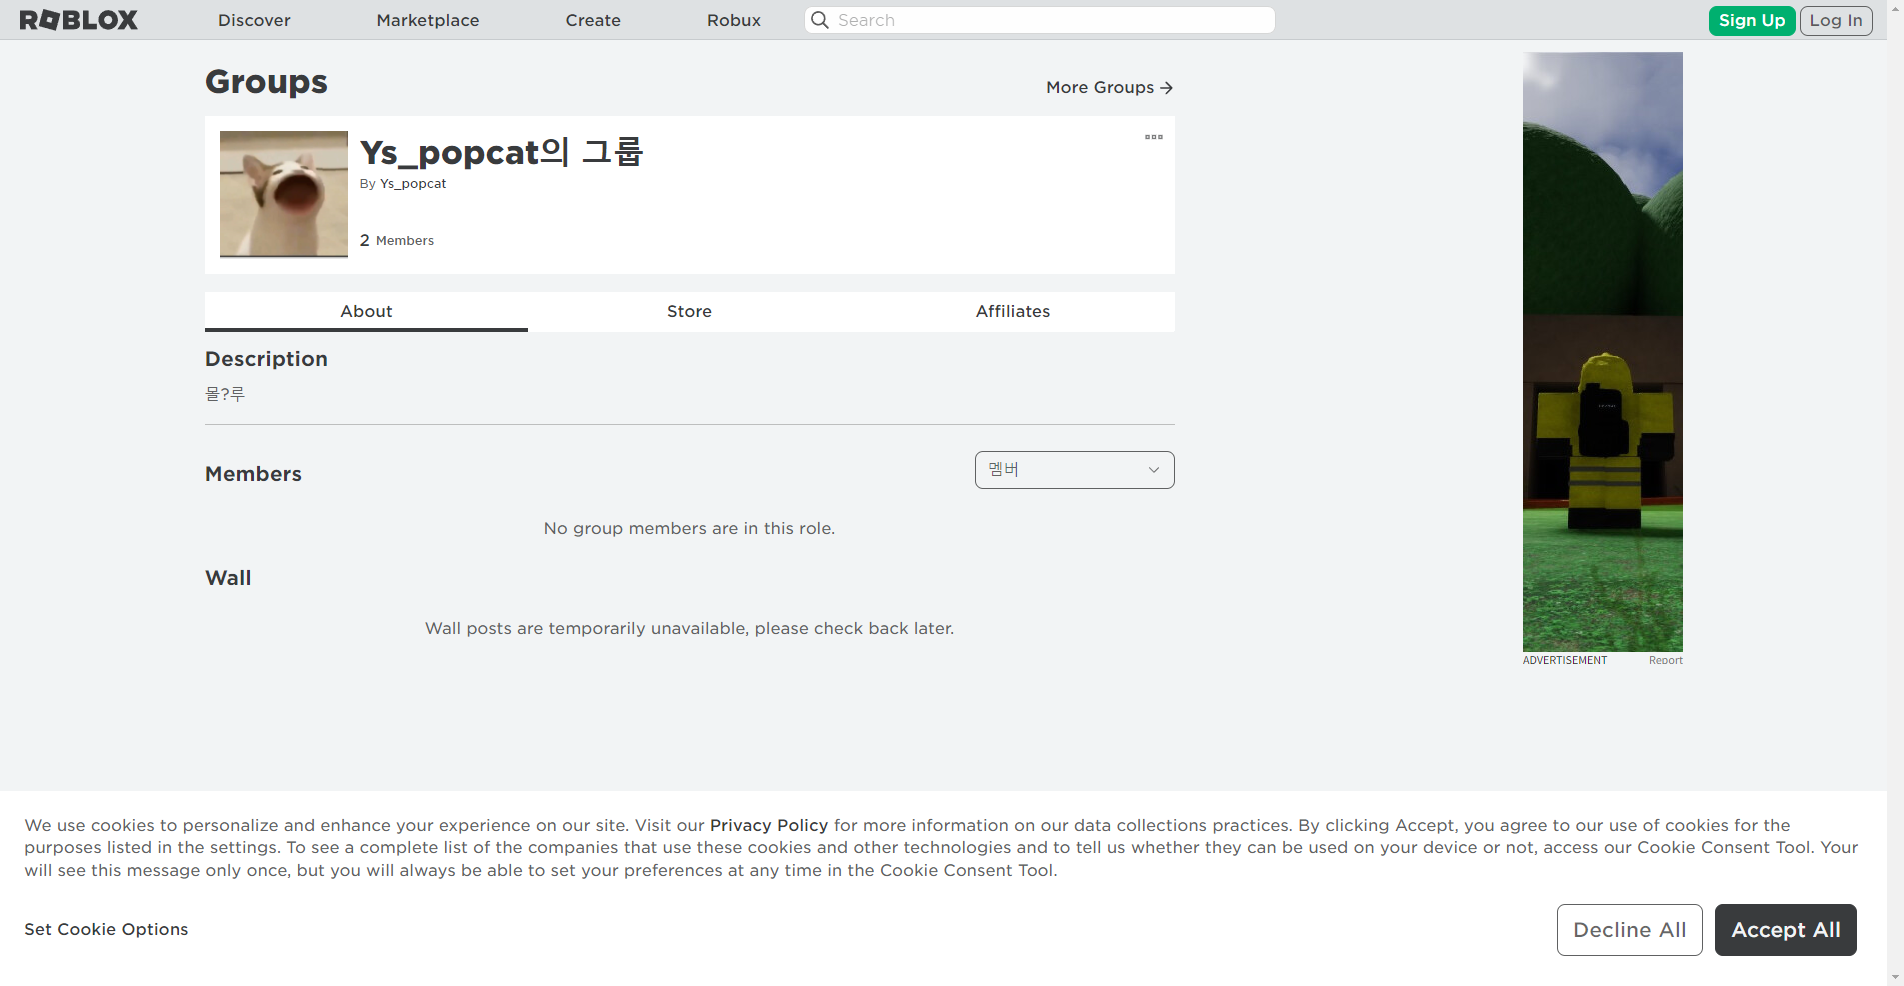 ROBLOX
Discover
Marketplace
Create
Robux
Search
Sign Up
Log In
Groups
More Groups
Ys_popcat의 그룹
By Ys_popcat
2 Members
About
Store
Affiliates
Description
몰?루
Members
멤버
No group members are in this role.
Wall
Wall posts are temporarily unavailable, please check back later.
ADVERTISEMENT
Report
We use cookies to personalize and enhance your experience on our site. Visit our Privacy Policy for more information on our data collections practices. By clicking Accept, you agree to our use of cookies for the
purposes listed in the settings. To see a complete list of the companies that use these cookies and other technologies and to tell us whether they can be used on your device or not, access our Cookie Consent Tool. Your
will see this message only once, but you will always be able to set your preferences at any time in the Cookie Consent Tool.
Set Cookie Options
Decline All
Accept All